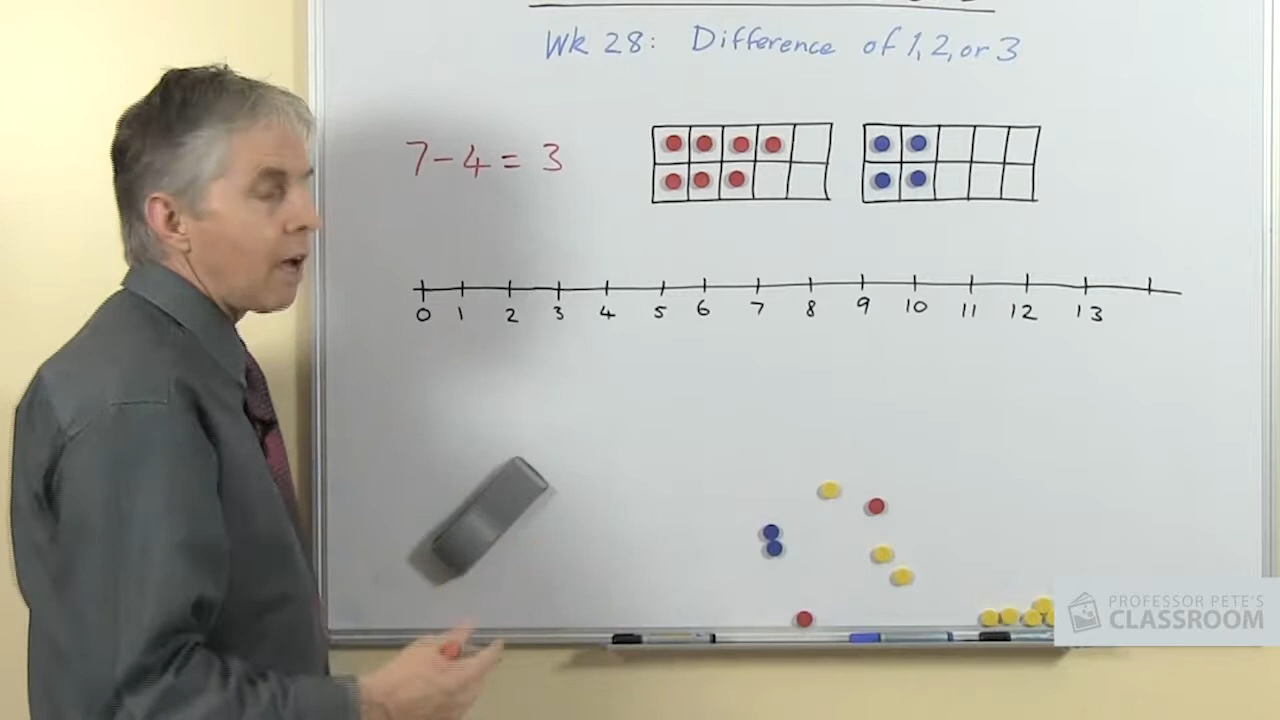 Wk 28: Difference of 1, 2, or 3
7 - 4 = 3
0 1 2 3 4 5 6 7 8 9 10 11 12 13
PROFESSOR PETE'S
CLASSROOM